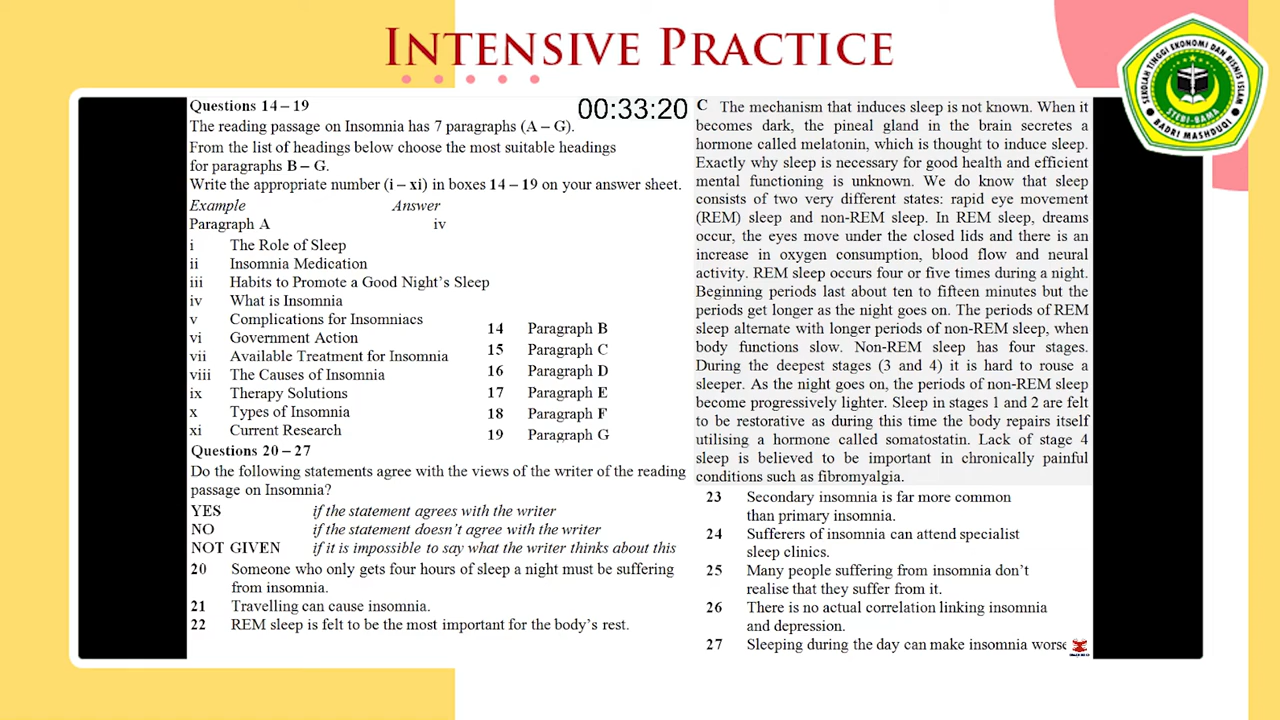 INTENSIVE PRACTICE
SEKOLAH TINGGI EKONOMI DAN BISNIS ISLAM
STEBI-BAMA
BADRI MASHDUQI
00:33:20
Questions 14 – 19
The reading passage on Insomnia has 7 paragraphs (A – G).
From the list of headings below choose the most suitable headings
for paragraphs B – G.
Write the appropriate number (i – xi) in boxes 14 – 19 on your answer sheet.
Example Answer
Paragraph A iv
i The Role of Sleep
ii Insomnia Medication
iii Habits to Promote a Good Night's Sleep
iv What is Insomnia
v Complications for Insomniacs
vi Government Action
vii Available Treatment for Insomnia
viii The Causes of Insomnia
ix Therapy Solutions
x Types of Insomnia
xi Current Research
14 Paragraph B
15 Paragraph C
16 Paragraph D
17 Paragraph E
18 Paragraph F
19 Paragraph G
Questions 20 – 27
Do the following statements agree with the views of the writer of the reading
passage on Insomnia?
YES if the statement agrees with the writer
NO if the statement doesn't agree with the writer
NOT GIVEN if it is impossible to say what the writer thinks about this
20 Someone who only gets four hours of sleep a night must be suffering
from insomnia.
21 Travelling can cause insomnia.
22 REM sleep is felt to be the most important for the body's rest.
C The mechanism that induces sleep is not known. When it
becomes dark, the pineal gland in the brain secretes a
hormone called melatonin, which is thought to induce sleep.
Exactly why sleep is necessary for good health and efficient
mental functioning is unknown. We do know that sleep
consists of two very different states: rapid eye movement
(REM) sleep and non-REM sleep. In REM sleep, dreams
occur, the eyes move under the closed lids and there is an
increase in oxygen consumption, blood flow and neural
activity. REM sleep occurs four or five times during a night.
Beginning periods last about ten to fifteen minutes but the
periods get longer as the night goes on. The periods of REM
sleep alternate with longer periods of non-REM sleep, when
body functions slow. Non-REM sleep has four stages.
During the deepest stages (3 and 4) it is hard to rouse a
sleeper. As the night goes on, the periods of non-REM sleep
become progressively lighter. Sleep in stages 1 and 2 are felt
to be restorative as during this time the body repairs itself
utilising a hormone called somatostatin. Lack of stage 4
sleep is believed to be important in chronically painful
conditions such as fibromyalgia.
23 Secondary insomnia is far more common
than primary insomnia.
24 Sufferers of insomnia can attend specialist
sleep clinics.
25 Many people suffering from insomnia don't
realise that they suffer from it.
26 There is no actual correlation linking insomnia
and depression.
27 Sleeping during the day can make insomnia worse